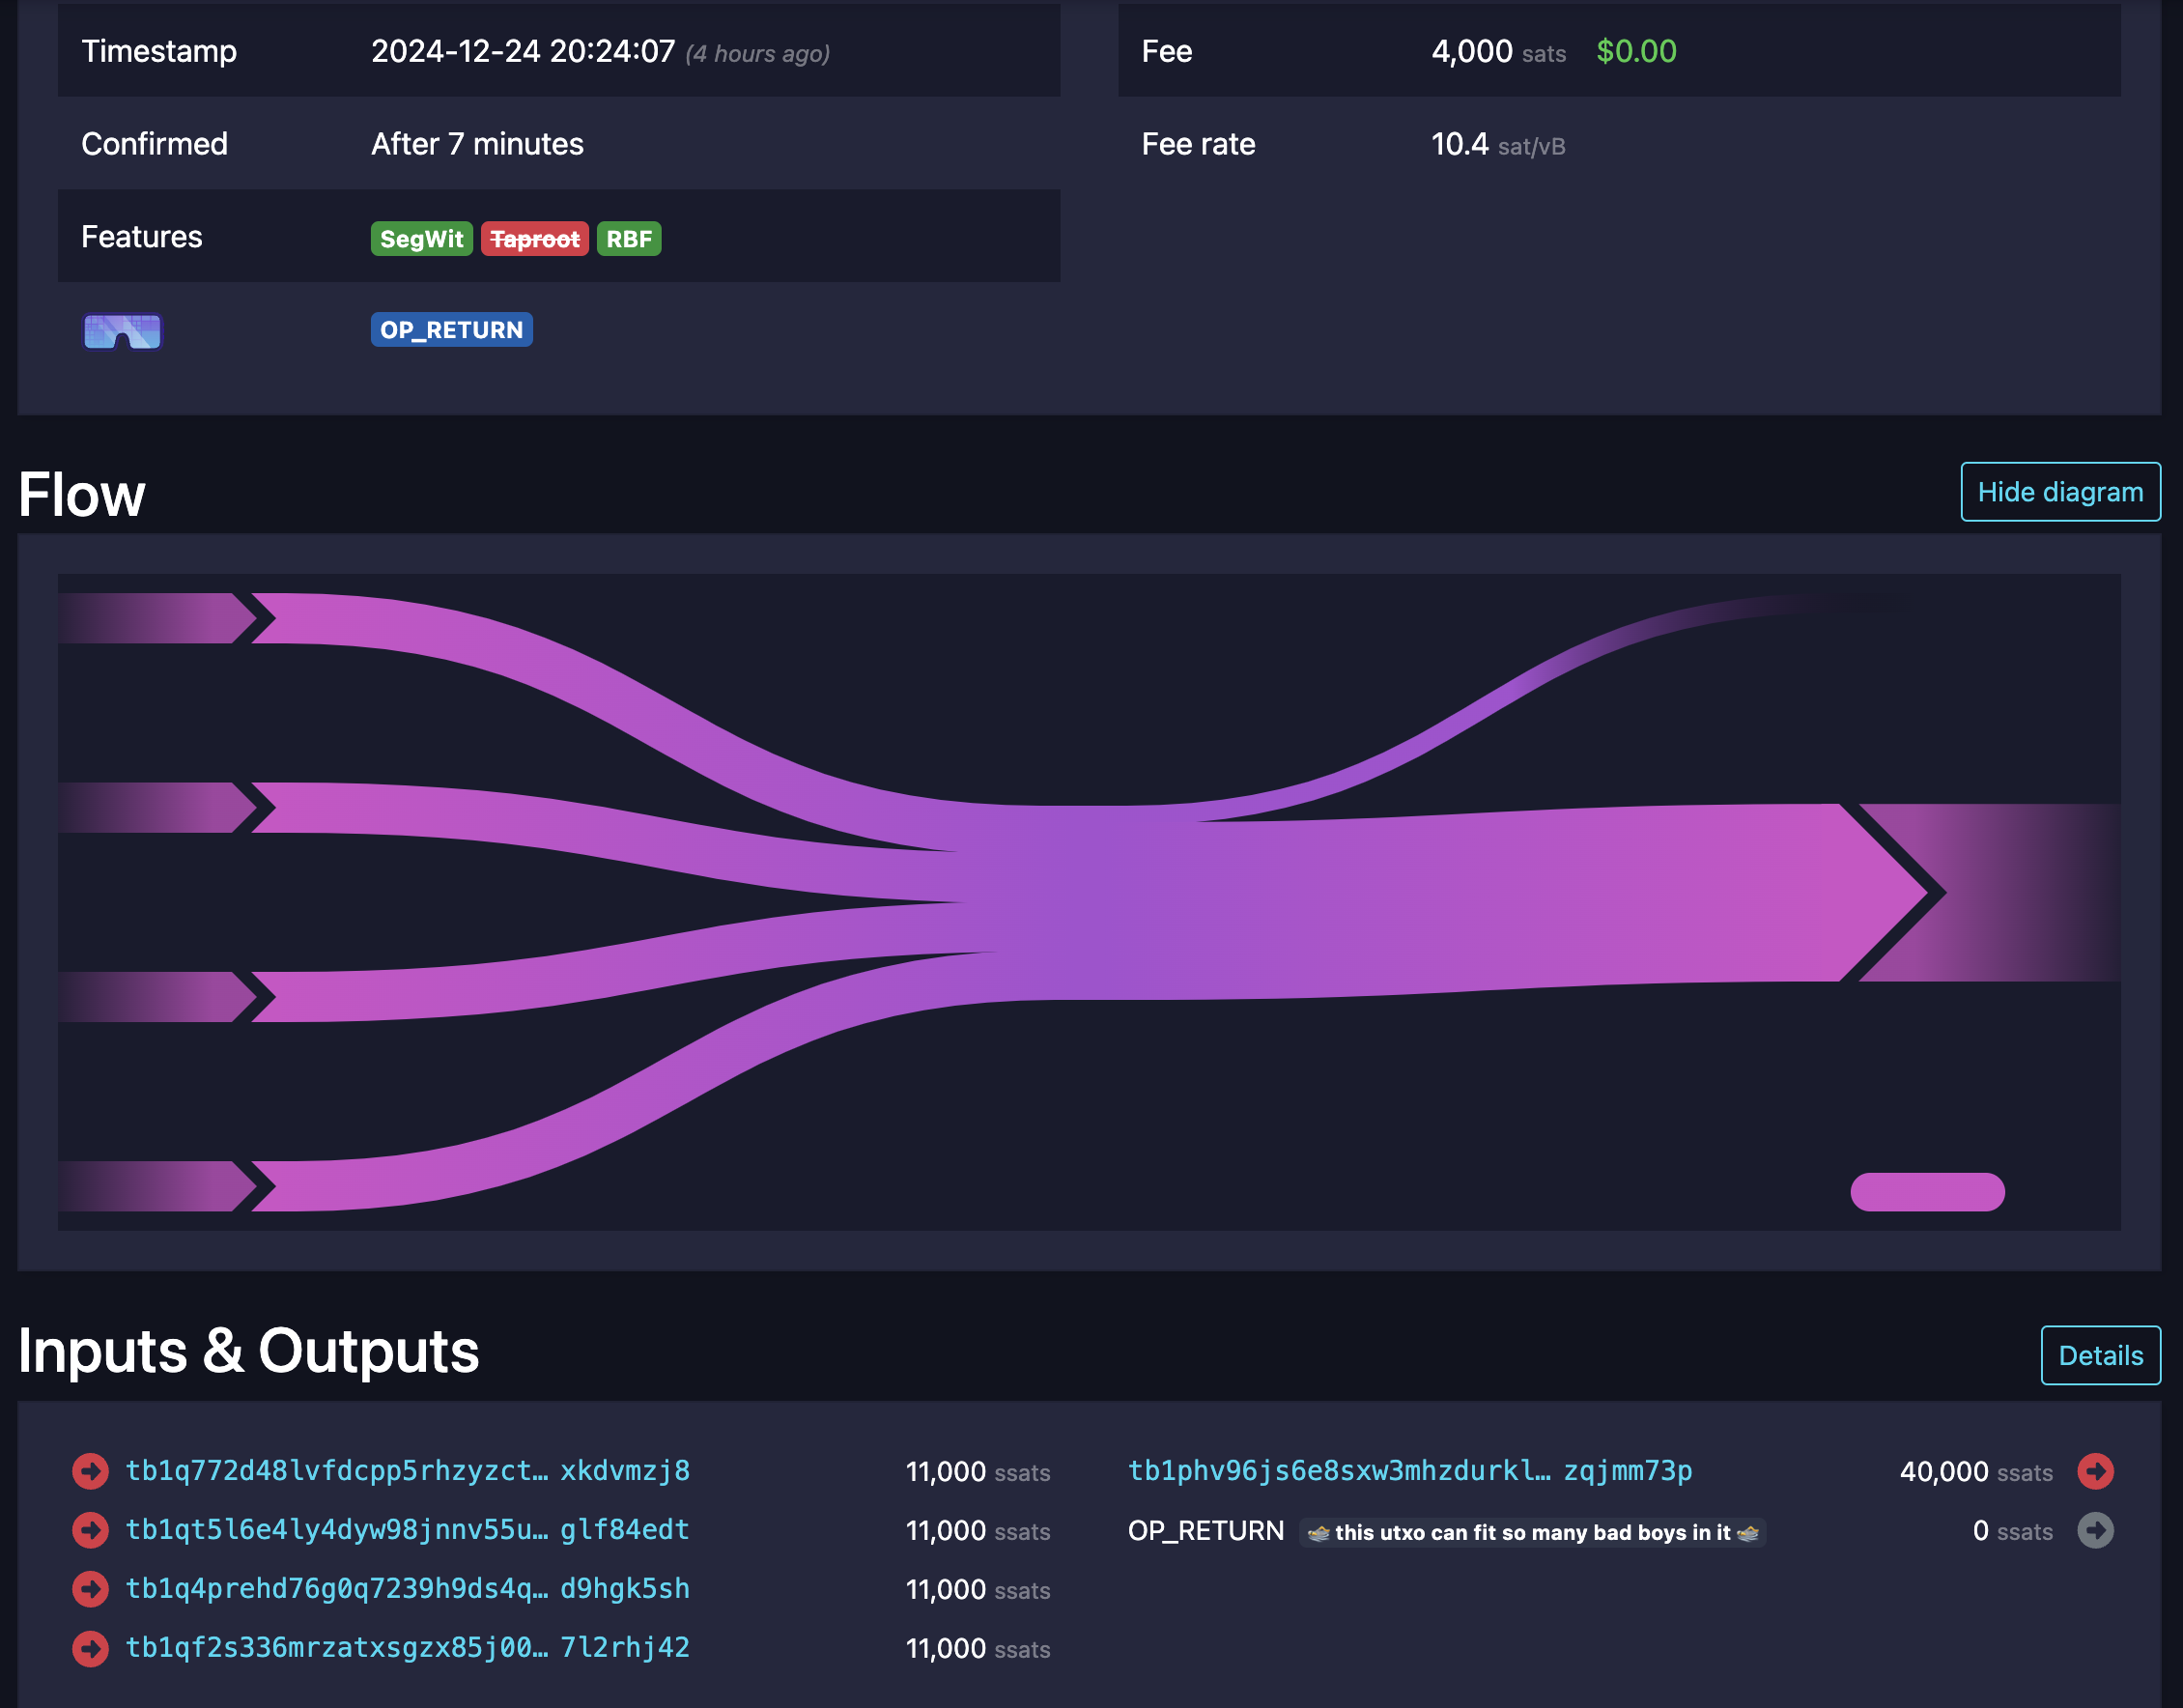 Timestamp 2024-12-24 20:24:07 (4 hours ago)
Confirmed After 7 minutes
Features SegWit Taproot RBF
OP_RETURN
Fee 4,000 sats $0.00
Fee rate 10.4 sat/vB
Flow
Hide diagram
Inputs & Outputs
Details
tb1q772d48lvfdcpp5rhzyzct… xkdvmzj8 11,000 ssats
tb1qt5l6e4ly4dyw98jnnv55u… glf84edt 11,000 ssats
tb1q4prehd76g0q7239h9ds4q… d9hgk5sh 11,000 ssats
tb1qf2s336mrzatxsgzx85j00… 7l2rhj42 11,000 ssats
tb1phv96js6e8sxw3mhzdurkl… zqjmm73p 40,000 ssats
OP_RETURN this utxo can fit so many bad boys in it 0 ssats